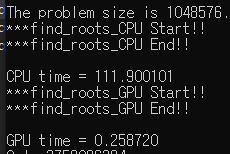 The problem size is 1048576.
***find_roots_CPU Start!!
***find_roots_CPU End!!
CPU time = 111.900101
***find_roots_GPU Start!!
***find_roots_GPU End!!
GPU time = 0.258720